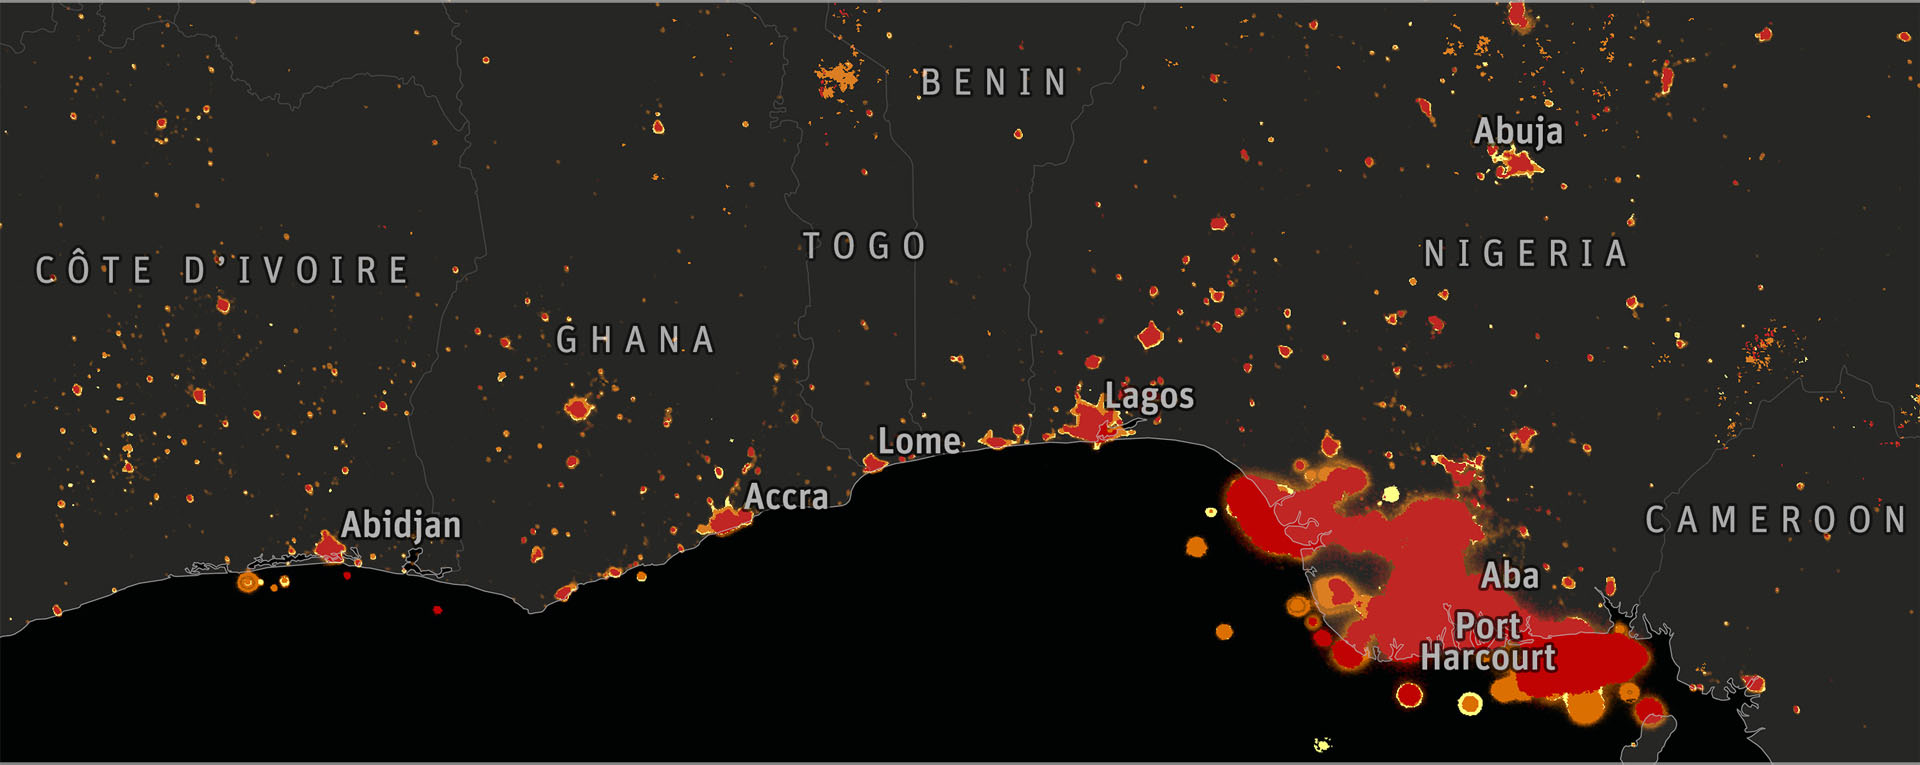 BENIN
Abuja
TOGO
NIGERIA
CÔTE D'IVOIRE
GHANA
Lagos
Lome
Accra
Abidjan
CAMEROON
Aba
Port
Harcourt